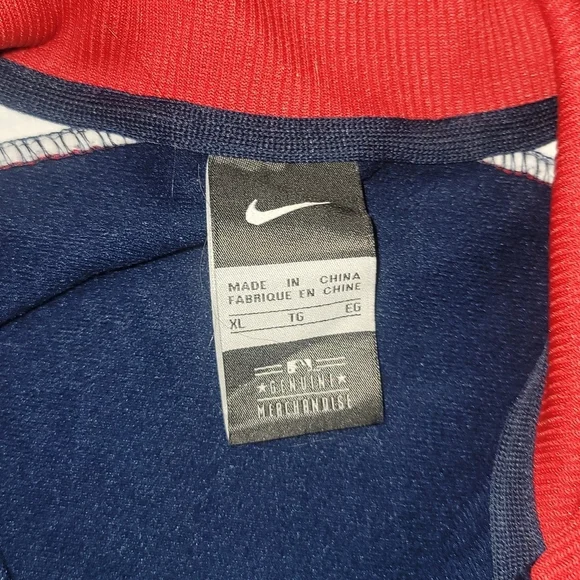 MADE IN CHINA
FABRIQUE EN CHINE
XL TG EG
GENUINE
MERCHANDISE